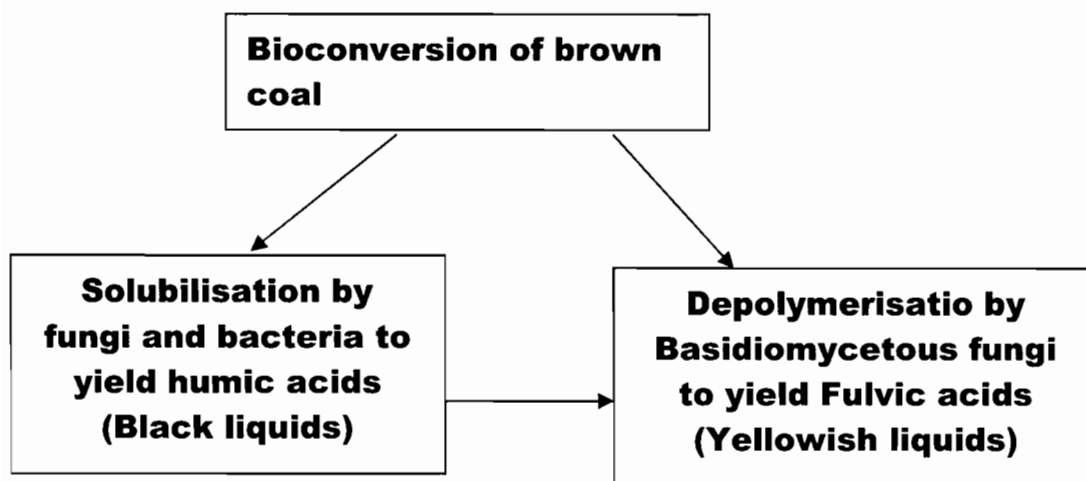 Bioconversion of brown
coal
Solubilisation by
fungi and bacteria to
yield humic acids
(Black liquids)
Depolymerisatio by
Basidiomycetous fungi
to yield Fulvic acids
(Yellowish liquids)